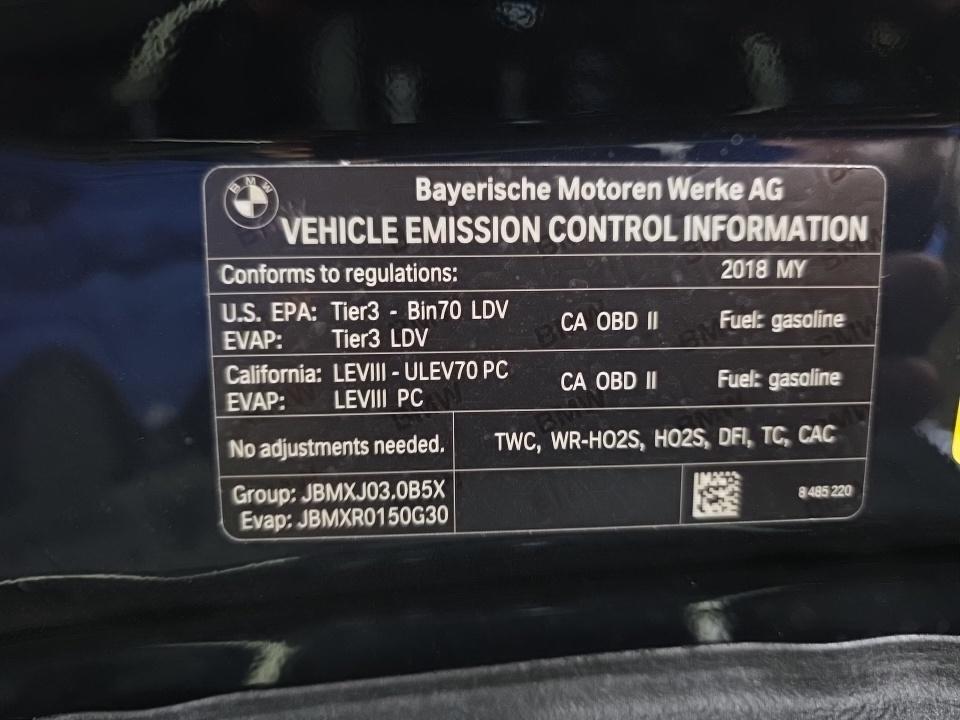 BMW
Bayerische Motoren Werke AG
VEHICLE EMISSION CONTROL INFORMATION
Conforms to regulations: 2018 MY
U.S. EPA: Tier3 - Bin70 LDV CA OBD II Fuel: gasoline
EVAP: Tier3 LDV
California: LEVIII - ULEV70 PC CA OBD II Fuel: gasoline
EVAP: LEVIII PC
No adjustments needed. TWC, WR-HO2S, HO2S, DFI, TC, CAC
Group: JBMXJ03.0B5X
Evap: JBMXR0150G30
8 485 220